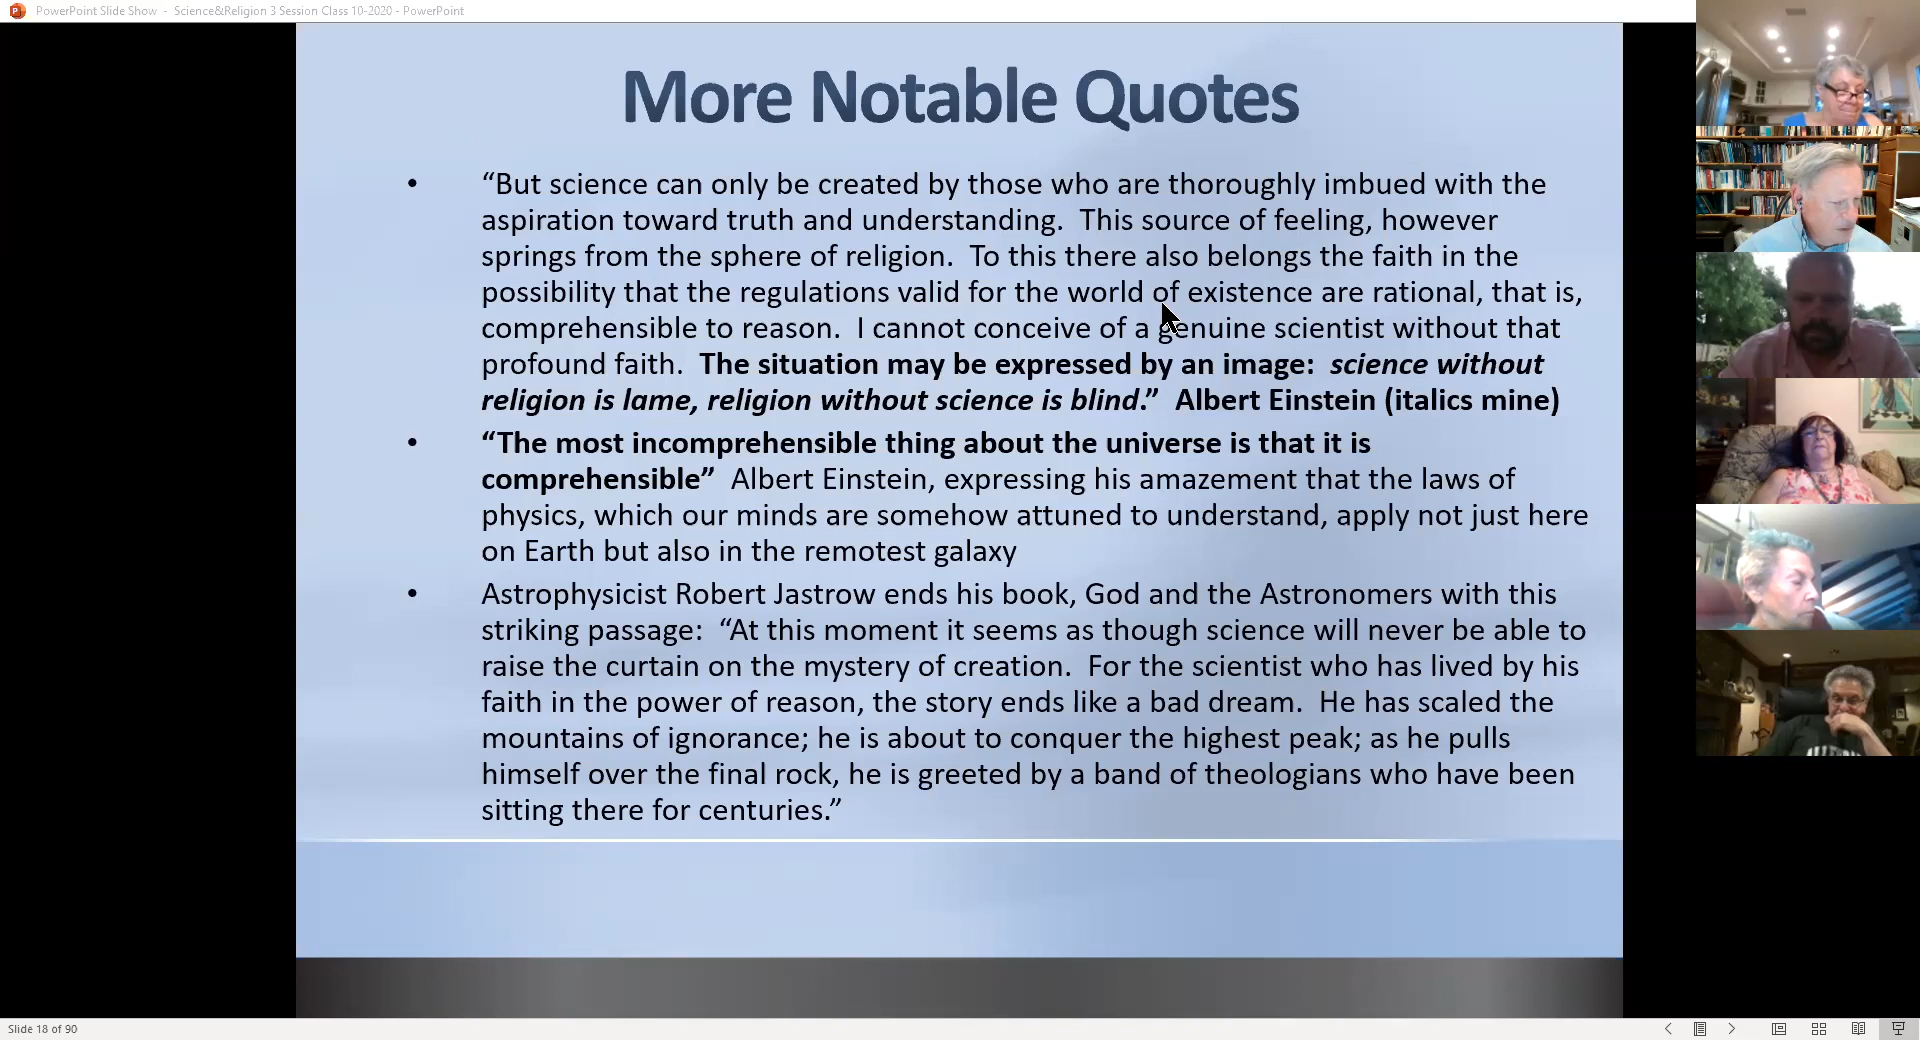 PowerPoint Slide Show - Science&Religion 3 Session Class 10-2020 - PowerPoint
More Notable Quotes
• “But science can only be created by those who are thoroughly imbued with the
aspiration toward truth and understanding. This source of feeling, however
springs from the sphere of religion. To this there also belongs the faith in the
possibility that the regulations valid for the world of existence are rational, that is,
comprehensible to reason. I cannot conceive of a genuine scientist without that
profound faith. The situation may be expressed by an image: science without
religion is lame, religion without science is blind.” Albert Einstein (italics mine)
• “The most incomprehensible thing about the universe is that it is
comprehensible” Albert Einstein, expressing his amazement that the laws of
physics, which our minds are somehow attuned to understand, apply not just here
on Earth but also in the remotest galaxy
• Astrophysicist Robert Jastrow ends his book, God and the Astronomers with this
striking passage: “At this moment it seems as though science will never be able to
raise the curtain on the mystery of creation. For the scientist who has lived by his
faith in the power of reason, the story ends like a bad dream. He has scaled the
mountains of ignorance; he is about to conquer the highest peak; as he pulls
himself over the final rock, he is greeted by a band of theologians who have been
sitting there for centuries.”
Slide 18 of 90